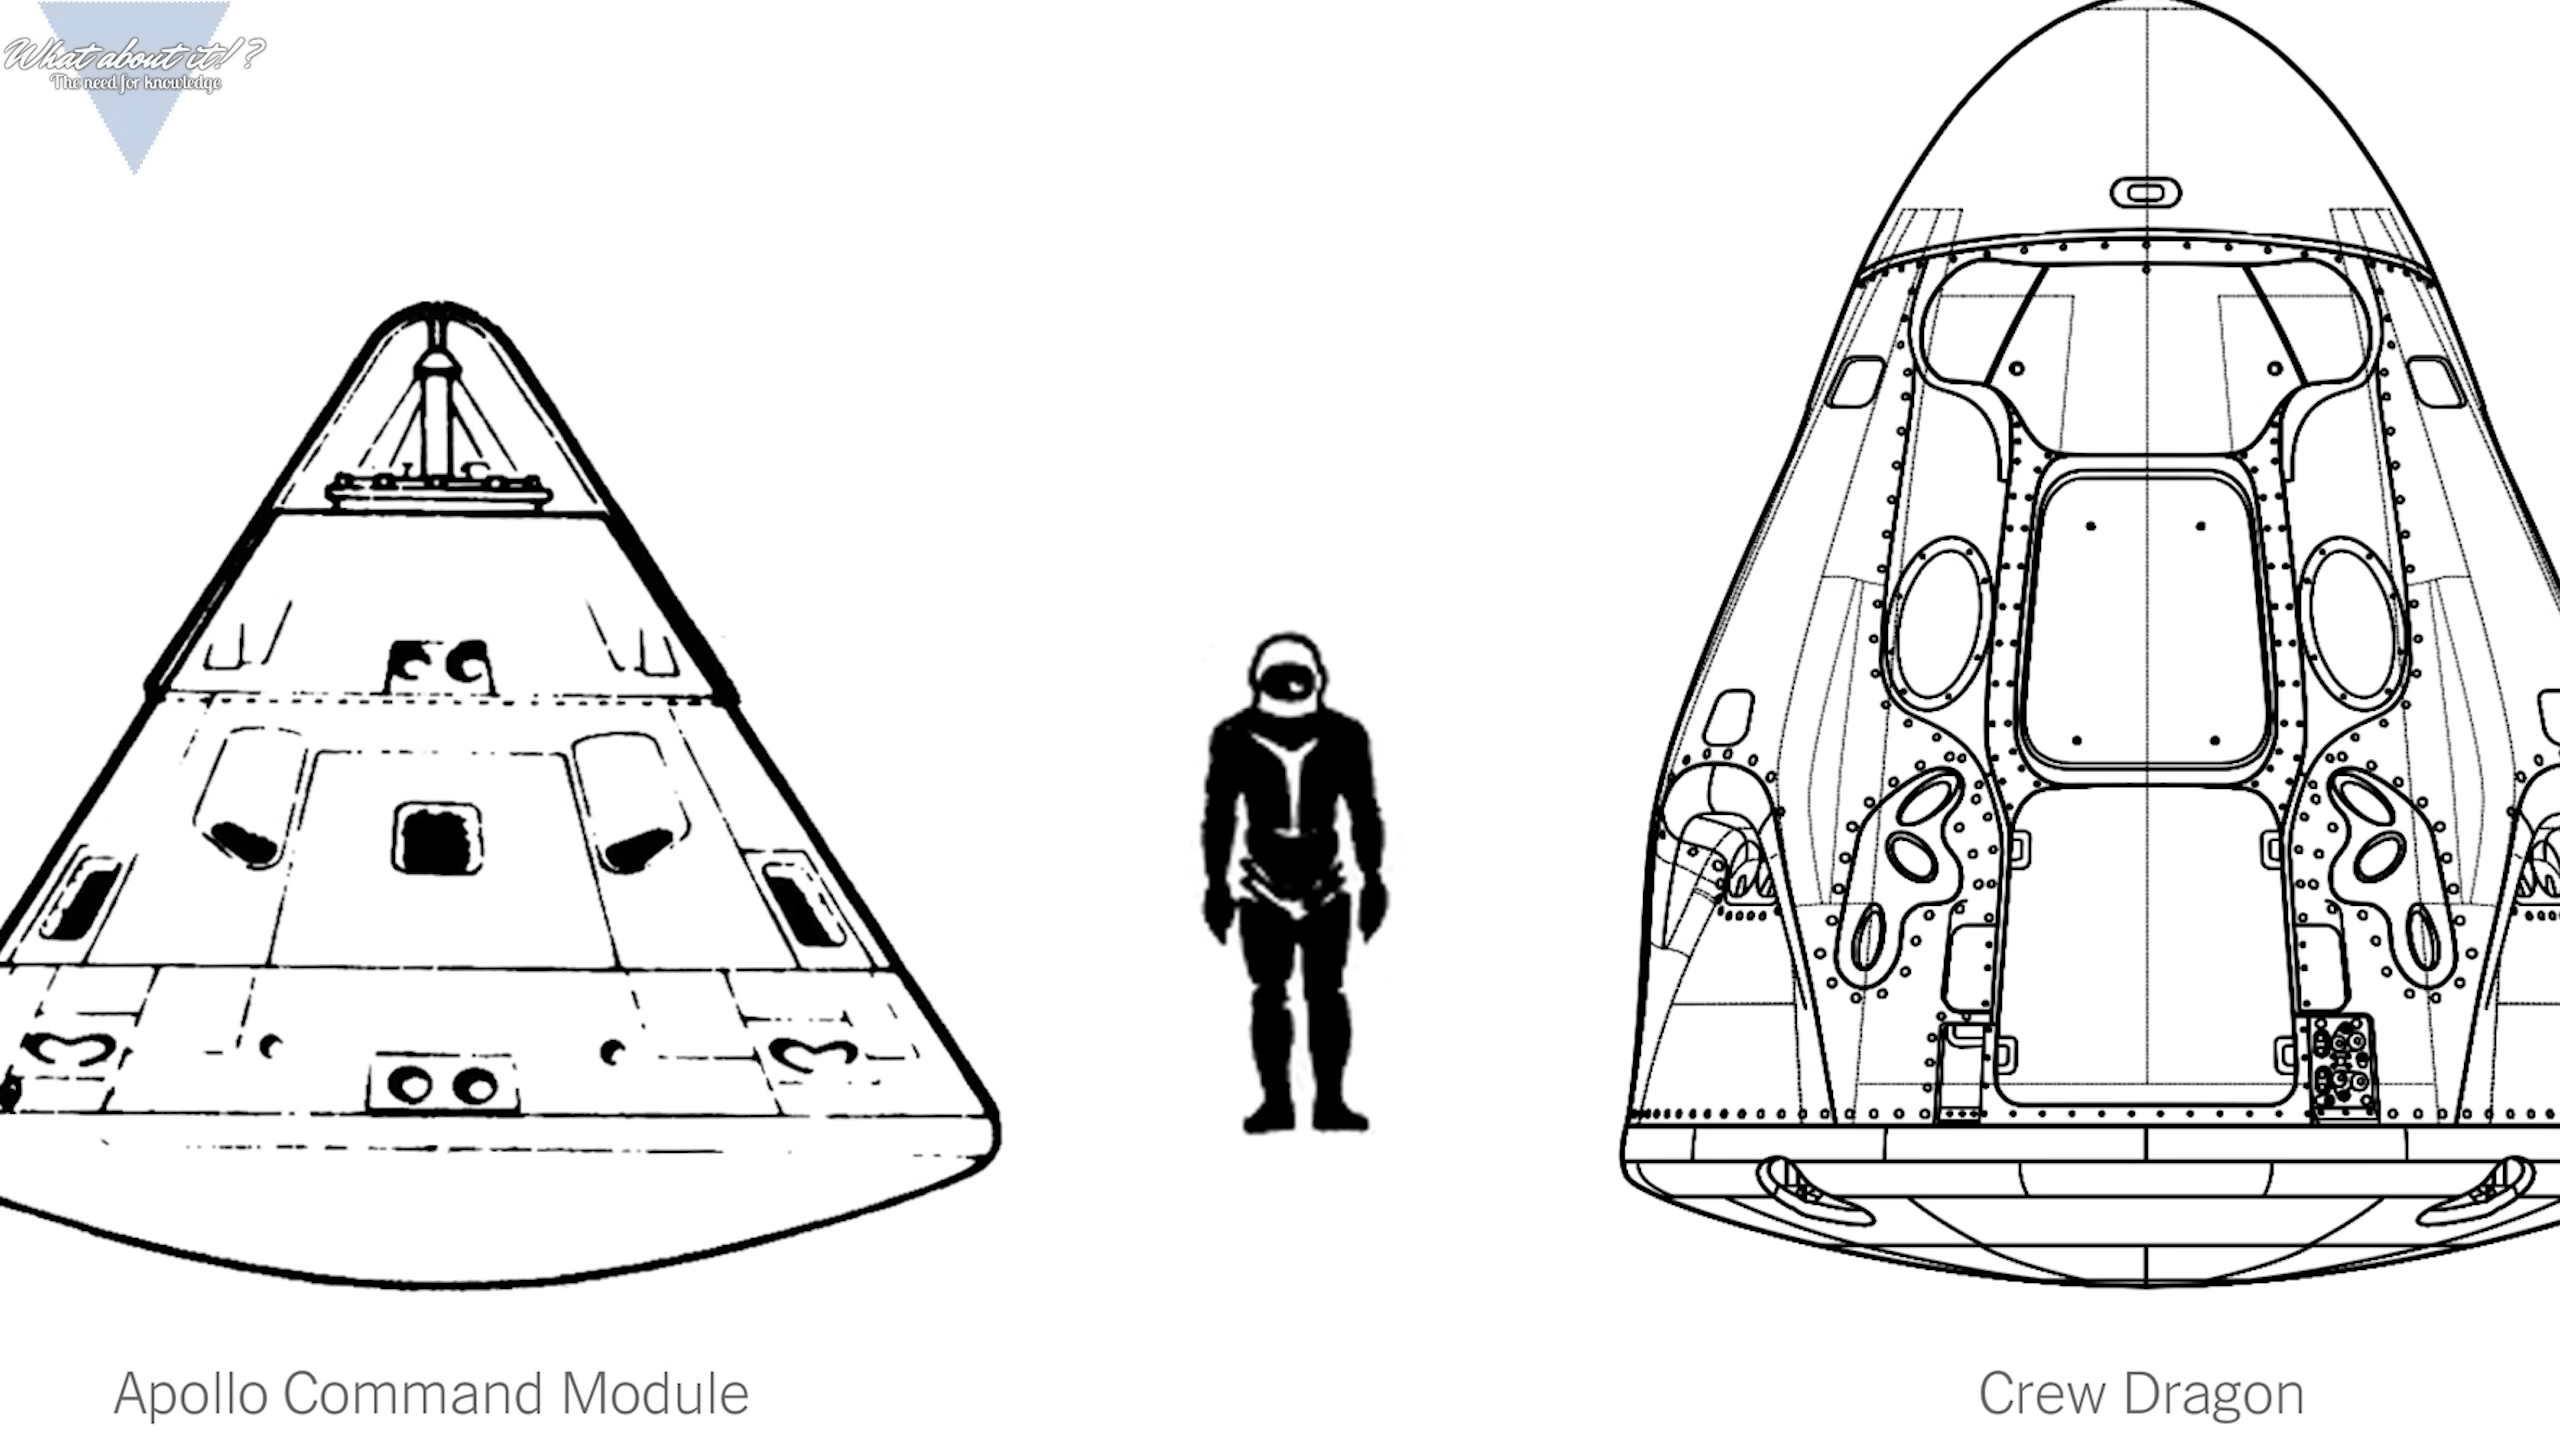 What about it!?
The need for knowledge
Apollo Command Module
Crew Dragon